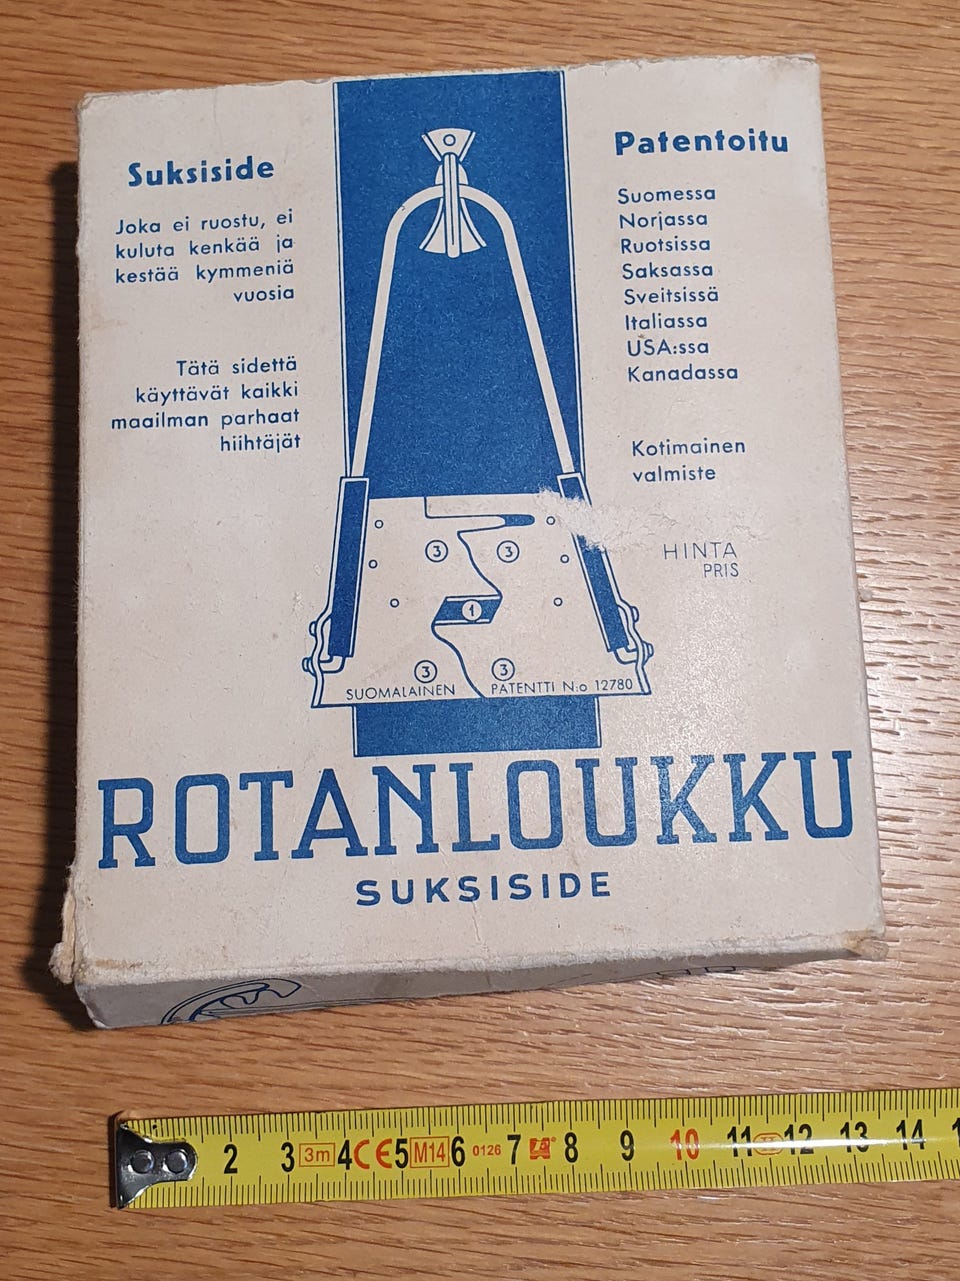 Suksiside
Joka ei ruostu, ei
kuluta kenkää ja
kestää kymmeniä
vuosia
Tätä sidettä
käyttävät kaikki
maailman parhaat
hiihtäjät
Patentoitu
Suomessa
Norjassa
Ruotsissa
Saksassa
Sveitsissä
Italiassa
USA:ssa
Kanadassa
Kotimainen
valmiste
HINTA
PRIS
3 3
1
3 3
SUOMALAINEN PATENTTI N:o 12780
ROTANLOUKKU
SUKSISIDE
2 3 3m 4 CE 5 M14 6 0126 7 8 9 10 11 II 12 13 14